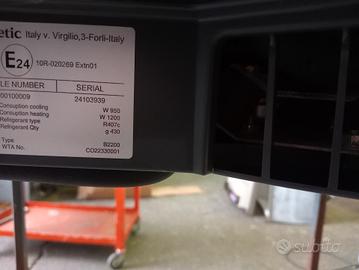 etic Italy v. Virgilio,3-Forlì-Italy
E24 10R-020269 Extn01
LE NUMBER SERIAL
00100009 24103939
Consuption cooling W 950
Consuption heating W 1200
Refrigerant type R407c
Refrigerant Qty g 430
Type B2200
WTA No. CO22330001
subito